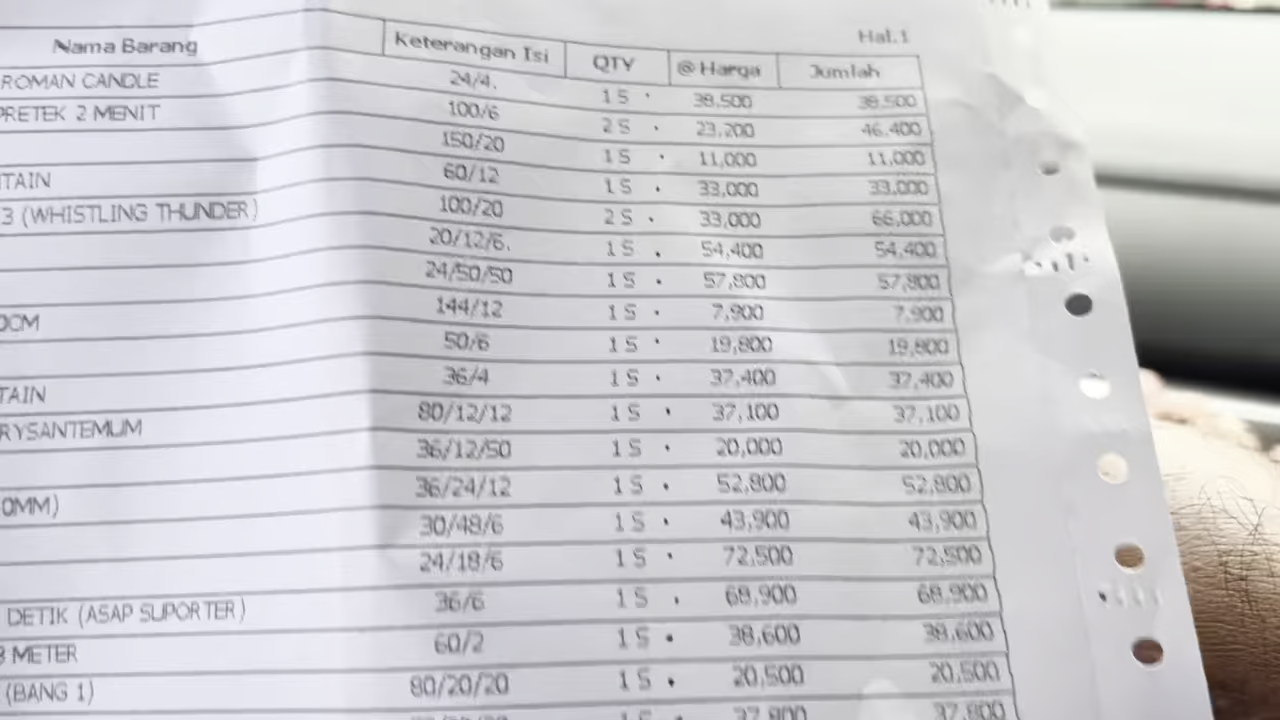 Hal.1
Nama Barang Keterangan Isi QTY @ Harga Jumlah
ROMAN CANDLE 24/4. 1 S 38,500 38,500
PRETEK 2 MENIT 100/6 2 S 23,200 46,400
150/20 1 S 11,000 11,000
TAIN 60/12 1 S 33,000 33,000
3 (WHISTLING THUNDER) 100/20 2 S 33,000 66,000
20/12/6. 1 S 54,400 54,400
24/50/50 1 S 57,800 57,800
0CM 144/12 1 S 7,900 7,900
50/6 1 S 19,800 19,800
TAIN 36/4 1 S 37,400 37,400
RYSANTEMUM 80/12/12 1 S 37,100 37,100
36/12/50 1 S 20,000 20,000
0MM) 36/24/12 1 S 52,800 52,800
30/48/6 1 S 43,900 43,900
24/18/6 1 S 72,500 72,500
DETIK (ASAP SUPORTER) 36/6 1 S 68,900 68,900
3 METER 60/2 1 S 38,600 38,600
(BANG 1) 80/20/20 1 S 20,500 20,500
37,800 37,800